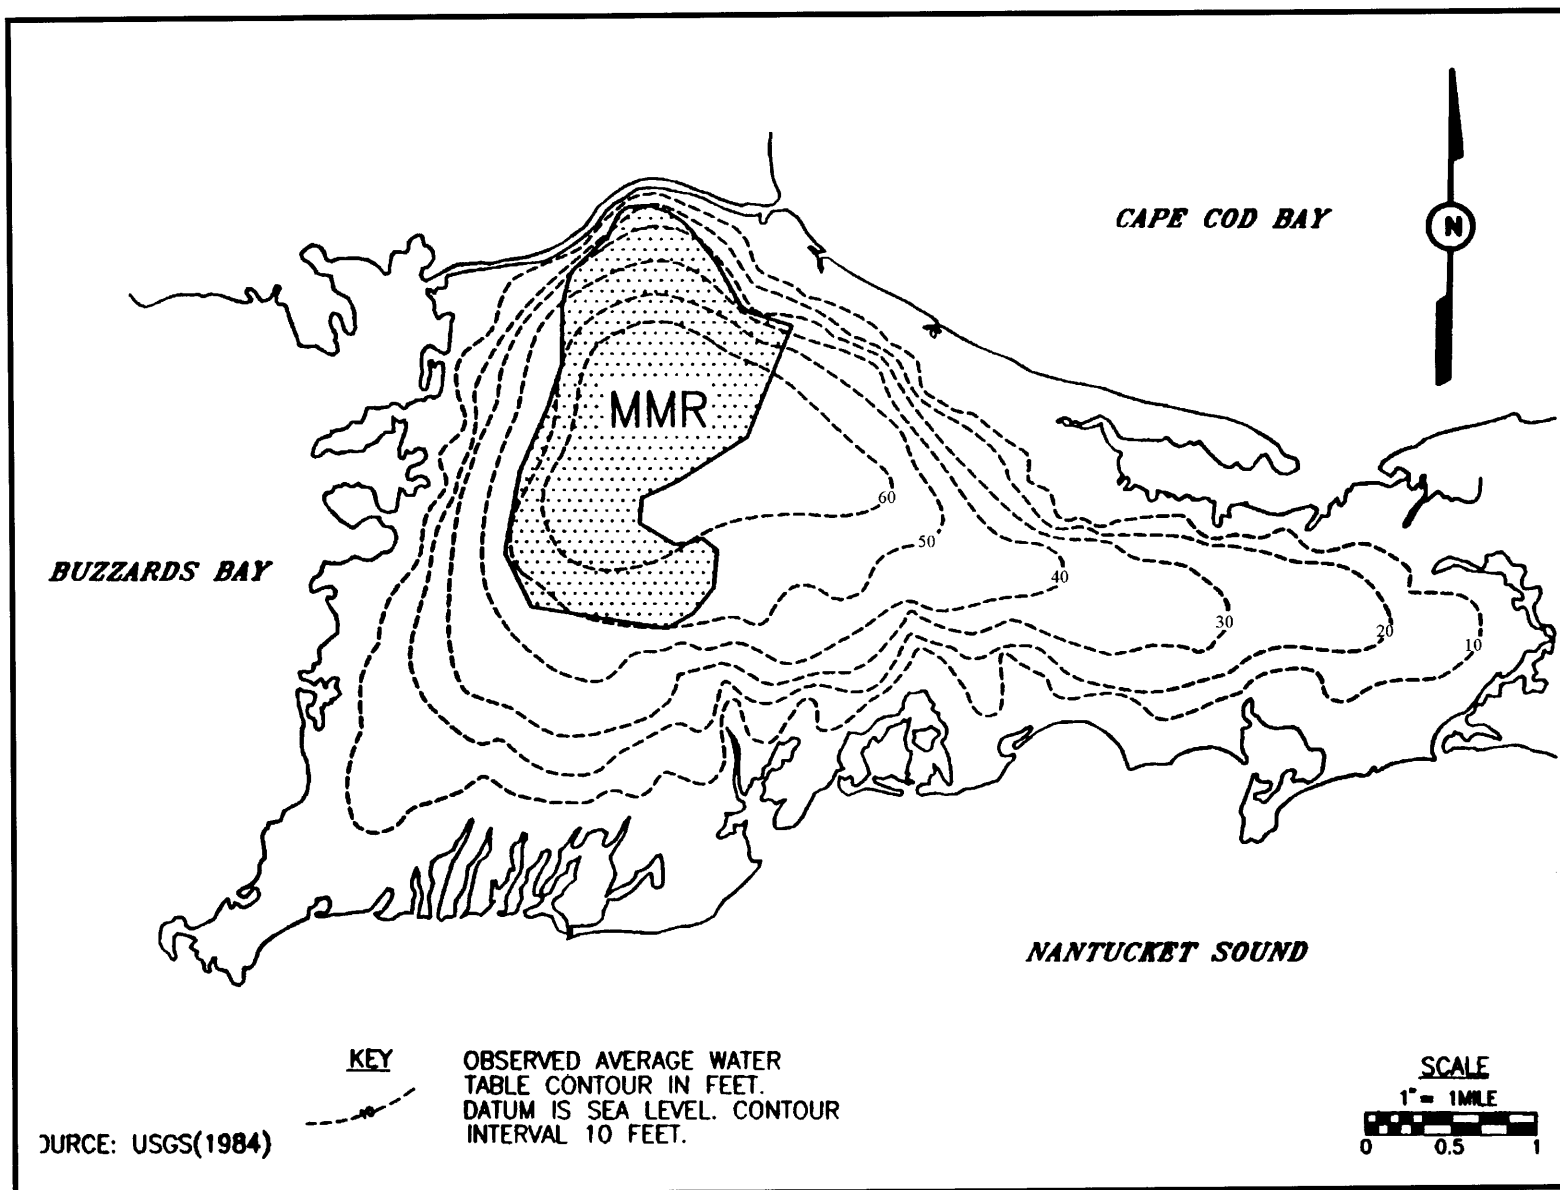 CAPE COD BAY
N
MMR
60
50
40
30
20
10
BUZZARDS BAY
NANTUCKET SOUND
KEY
10
OBSERVED AVERAGE WATER
TABLE CONTOUR IN FEET.
DATUM IS SEA LEVEL. CONTOUR
INTERVAL 10 FEET.
SCALE
1"= 1MILE
0 0.5 1
OURCE: USGS(1984)